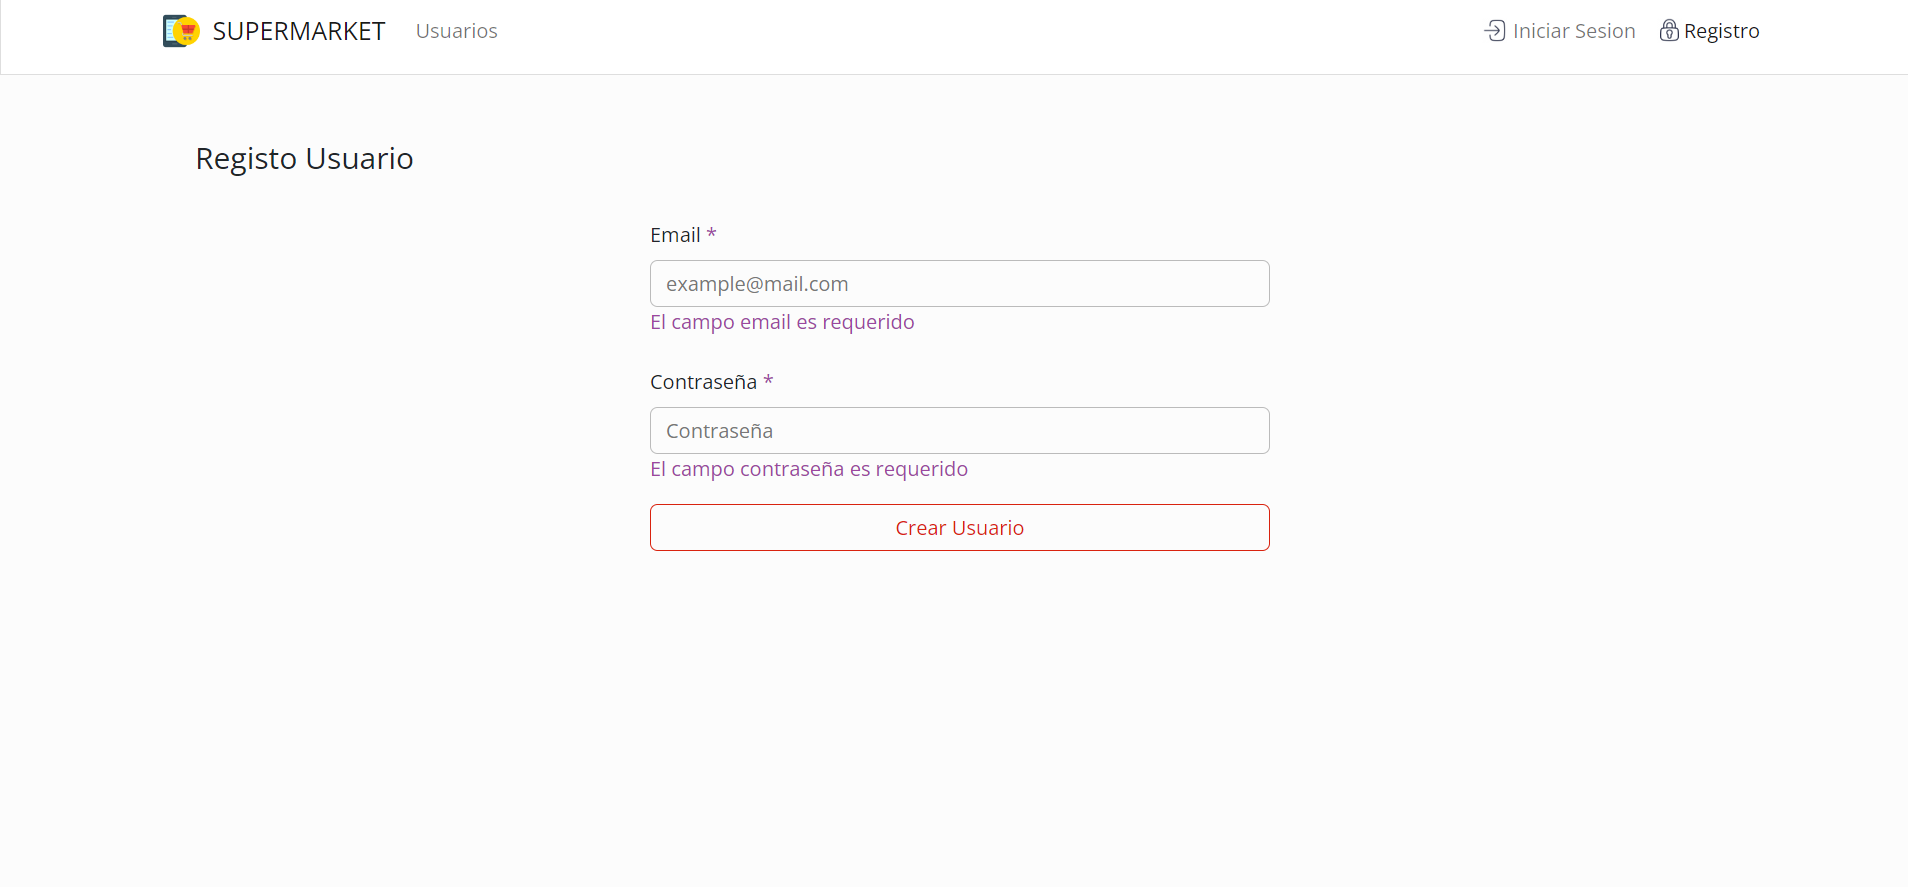 SUPERMARKET Usuarios Iniciar Sesion Registro
Registo Usuario
Email *
example@mail.com
El campo email es requerido
Contraseña *
Contraseña
El campo contraseña es requerido
Crear Usuario